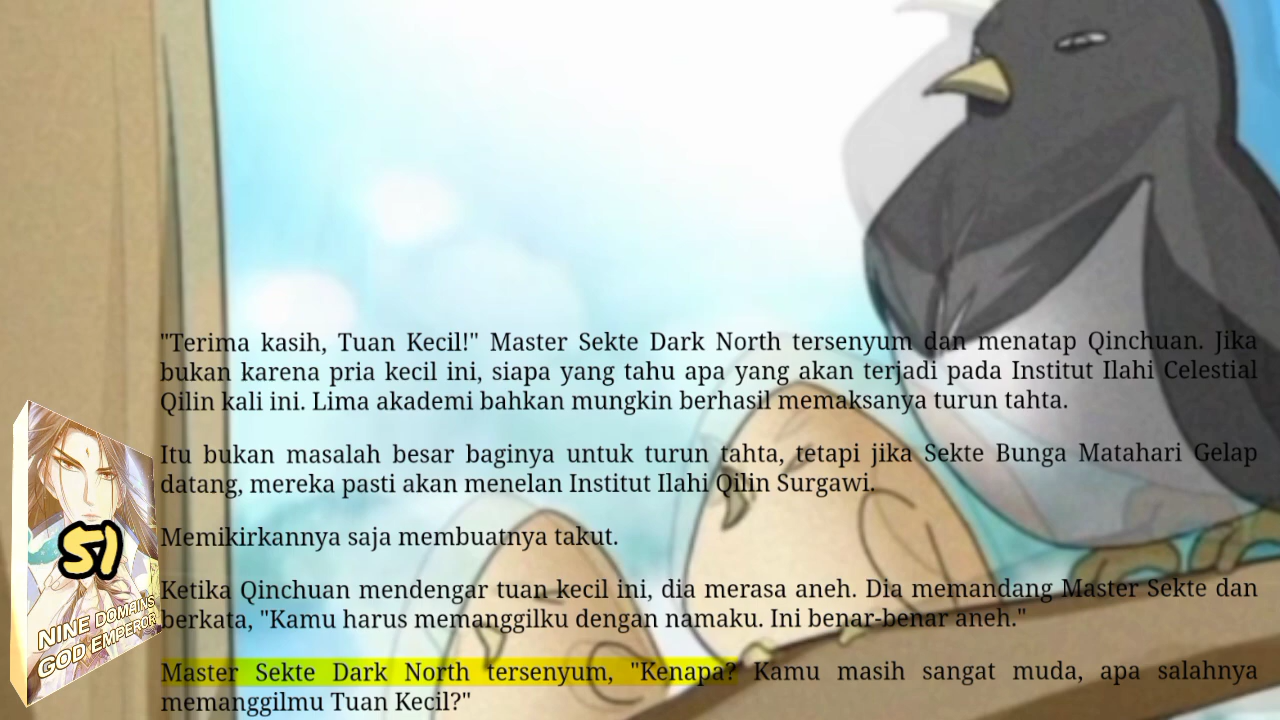 "Terima kasih, Tuan Kecil!" Master Sekte Dark North tersenyum dan menatap Qinchuan. Jika
bukan karena pria kecil ini, siapa yang tahu apa yang akan terjadi pada Institut Ilahi Celestial
Qilin kali ini. Lima akademi bahkan mungkin berhasil memaksanya turun tahta.
Itu bukan masalah besar baginya untuk turun tahta, tetapi jika Sekte Bunga Matahari Gelap
datang, mereka pasti akan menelan Institut Ilahi Qilin Surgawi.
Memikirkannya saja membuatnya takut.
Ketika Qinchuan mendengar tuan kecil ini, dia merasa aneh. Dia memandang Master Sekte dan
berkata, "Kamu harus memanggilku dengan namaku. Ini benar-benar aneh."
Master Sekte Dark North tersenyum, "Kenapa? Kamu masih sangat muda, apa salahnya
memanggilmu Tuan Kecil?"
51
NINE DOMAINS
GOD EMPEROR